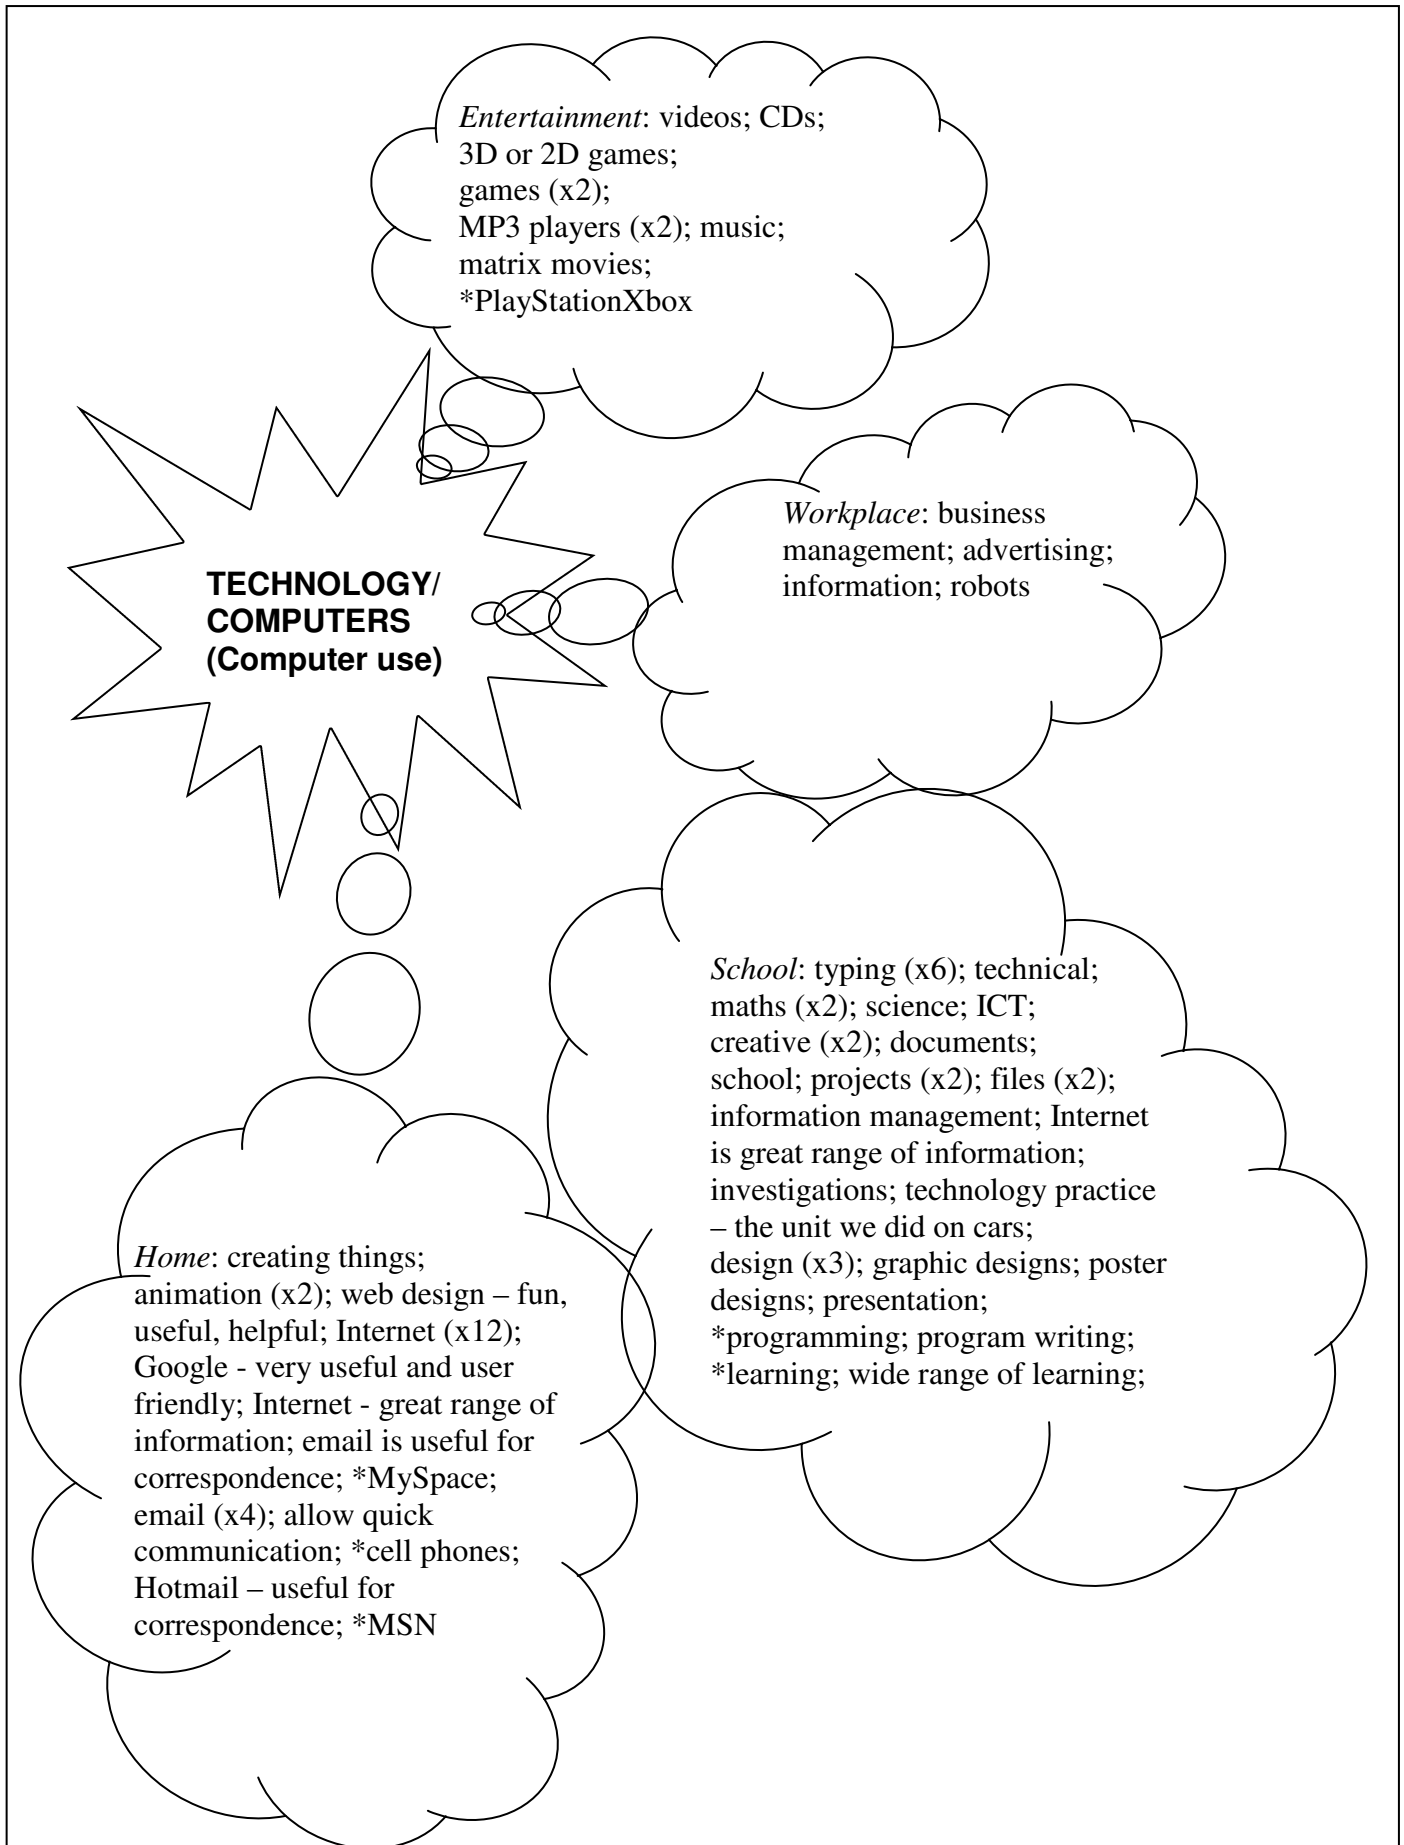 Entertainment: videos; CDs;
3D or 2D games;
games (x2);
MP3 players (x2); music;
matrix movies;
*PlayStationXbox
Workplace: business
management; advertising;
information; robots
TECHNOLOGY/
COMPUTERS
(Computer use)
School: typing (x6); technical;
maths (x2); science; ICT;
creative (x2); documents;
school; projects (x2); files (x2);
information management; Internet
is great range of information;
investigations; technology practice
– the unit we did on cars;
design (x3); graphic designs; poster
designs; presentation;
*programming; program writing;
*learning; wide range of learning;
Home: creating things;
animation (x2); web design – fun,
useful, helpful; Internet (x12);
Google - very useful and user
friendly; Internet - great range of
information; email is useful for
correspondence; *MySpace;
email (x4); allow quick
communication; *cell phones;
Hotmail – useful for
correspondence; *MSN